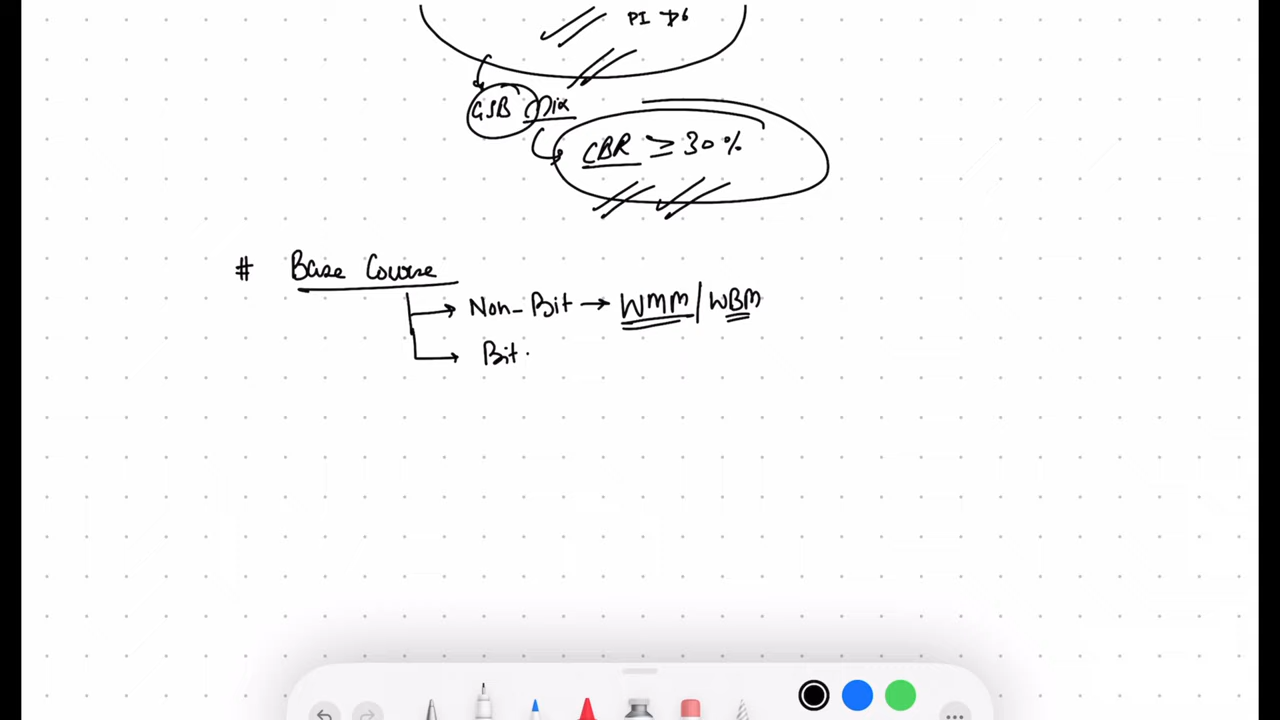 PI ≯ 6
GSB Mix
CBR ≥ 30%
# Base Course
Non-Bit → WMM/WBM
Bit.